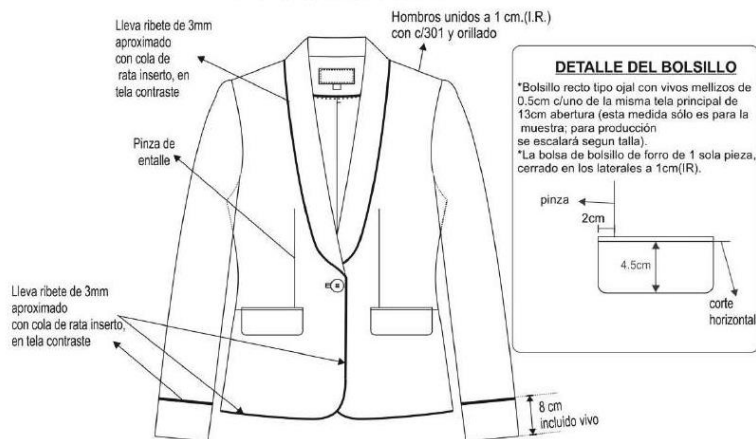 Lleva ribete de 3mm
aproximado
con cola de
rata inserto, en
tela contraste
Hombros unidos a 1 cm.(I.R.)
con c/301 y orillado
Pinza de
entalle
Lleva ribete de 3mm
aproximado
con cola de rata inserto,
en tela contraste
8 cm
incluido vivo
DETALLE DEL BOLSILLO
*Bolsillo recto tipo ojal con vivos mellizos de
0.5cm c/uno de la misma tela principal de
13cm abertura (esta medida sólo es para la
muestra; para producción
se escalará segun talla).
*La bolsa de bolsillo de forro de 1 sola pieza,
cerrado en los laterales a 1cm(IR).
pinza
2cm
4.5cm
corte
horizontal